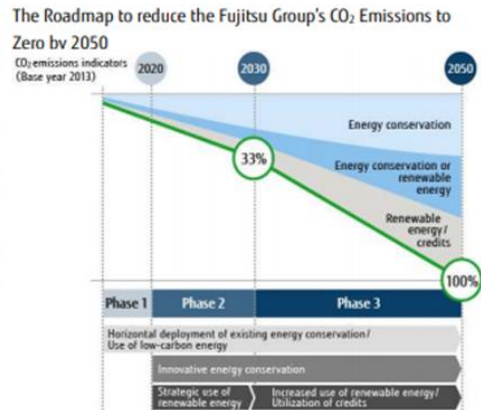 The Roadmap to reduce the Fujitsu Group's CO₂ Emissions to
Zero by 2050
CO₂ emissions indicators
(Base year 2013)
2020
2030
2050
Energy conservation
33%
Energy conservation or
renewable
energy
Renewable
energy/
credits
100%
Phase 1
Phase 2
Phase 3
Horizontal deployment of existing energy conservation/
Use of low-carbon energy
Innovative energy conservation
Strategic use of
renewable energy
Increased use of renewable energy/
Utilization of credits